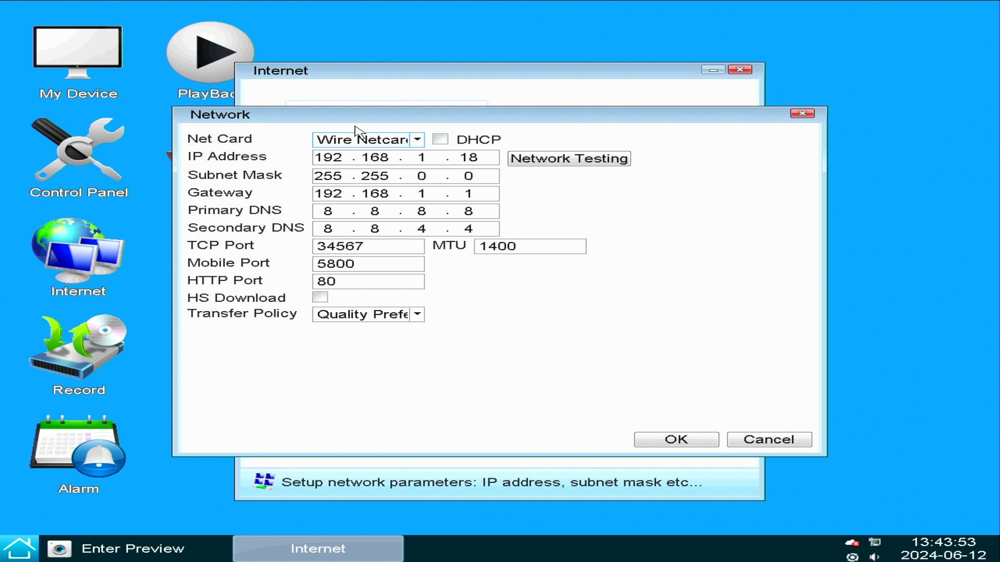 My Device
PlayBac
Control Panel
Internet
Record
Alarm
Internet
Network
Net Card Wire Netcar DHCP
IP Address 192 . 168 . 1 . 18 Network Testing
Subnet Mask 255 . 255 . 0 . 0
Gateway 192 . 168 . 1 . 1
Primary DNS 8 . 8 . 8 . 8
Secondary DNS 8 . 8 . 4 . 4
TCP Port 34567 MTU 1400
Mobile Port 5800
HTTP Port 80
HS Download
Transfer Policy Quality Prefe
OK Cancel
Setup network parameters: IP address, subnet mask etc...
Enter Preview Internet
13:43:53
2024-06-12